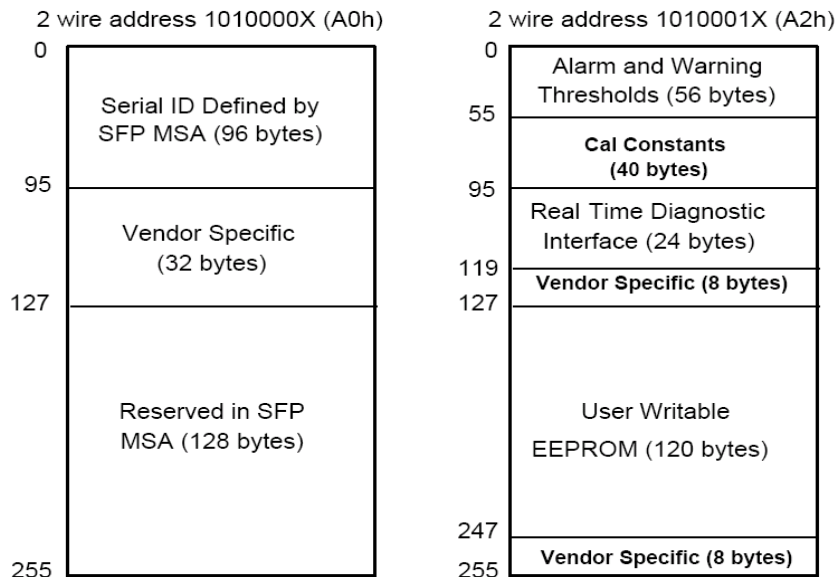 2 wire address 1010000X (A0h)
0
Serial ID Defined by
SFP MSA (96 bytes)
95
Vendor Specific
(32 bytes)
127
Reserved in SFP
MSA (128 bytes)
255
2 wire address 1010001X (A2h)
0
Alarm and Warning
Thresholds (56 bytes)
55
Cal Constants
(40 bytes)
95
Real Time Diagnostic
Interface (24 bytes)
119
Vendor Specific (8 bytes)
127
User Writable
EEPROM (120 bytes)
247
Vendor Specific (8 bytes)
255